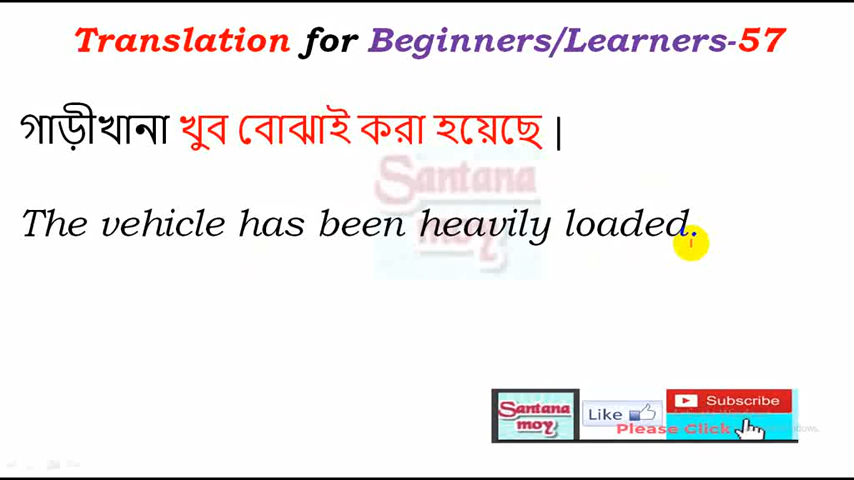 Translation for Beginners/Learners-57
গাড়ীখানা খুব বোঝাই করা হয়েছে |
Santana
moy
The vehicle has been heavily loaded.
Santana
moy
Like
Subscribe
Please Click